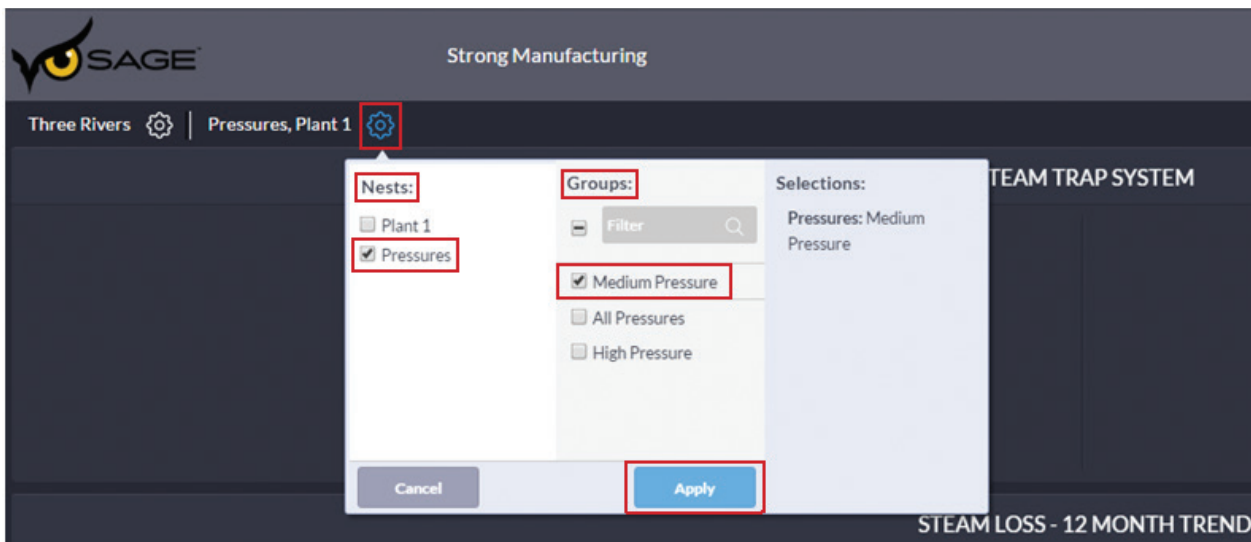 SAGE
Strong Manufacturing
Three Rivers
Pressures, Plant 1
TEAM TRAP SYSTEM
Nests:
Plant 1
Pressures
Groups:
Filter
Medium Pressure
All Pressures
High Pressure
Selections:
Pressures: Medium
Pressure
Cancel
Apply
STEAM LOSS - 12 MONTH TREND